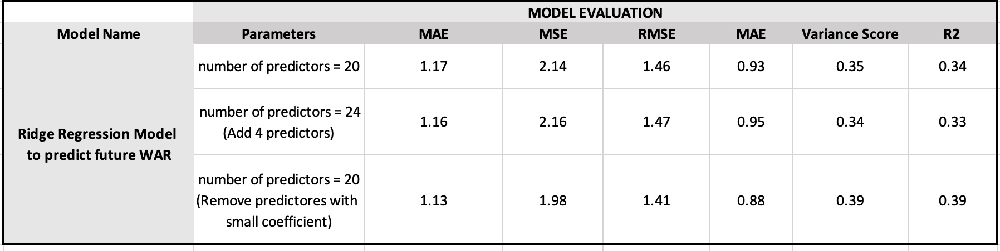 MODEL EVALUATION
Model Name Parameters MAE MSE RMSE MAE Variance Score R2
number of predictors = 20 1.17 2.14 1.46 0.93 0.35 0.34
number of predictors = 24
(Add 4 predictors)
1.16 2.16 1.47 0.95 0.34 0.33
Ridge Regression Model
to predict future WAR
number of predictors = 20
(Remove predictores with
small coefficient)
1.13 1.98 1.41 0.88 0.39 0.39